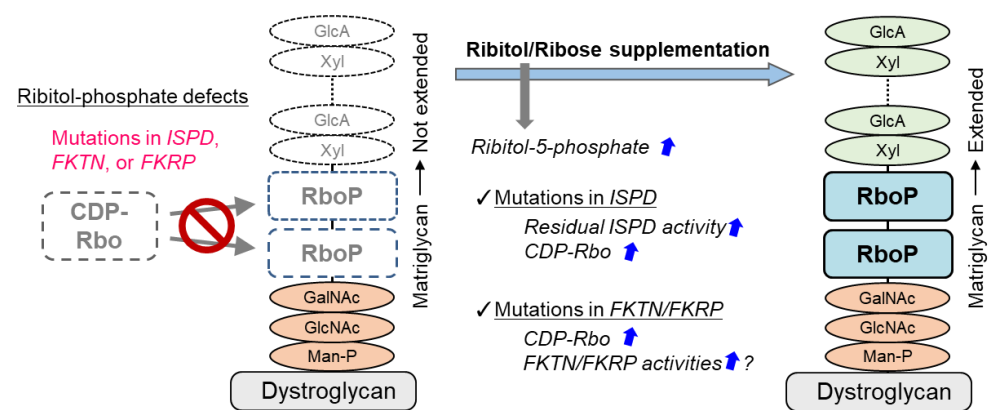 Ribitol-phosphate defects
Mutations in ISPD,
FKTN, or FKRP
CDP-
Rbo
GlcA
Xyl
GlcA
Xyl
RboP
RboP
GalNAc
GlcNAc
Man-P
Dystroglycan
Matriglycan → Not extended
Ribitol/Ribose supplementation
Ribitol-5-phosphate
✓Mutations in ISPD
Residual ISPD activity
CDP-Rbo
✓Mutations in FKTN/FKRP
CDP-Rbo
FKTN/FKRP activities ?
GlcA
Xyl
GlcA
Xyl
RboP
RboP
GalNAc
GlcNAc
Man-P
Dystroglycan
Matriglycan → Extended